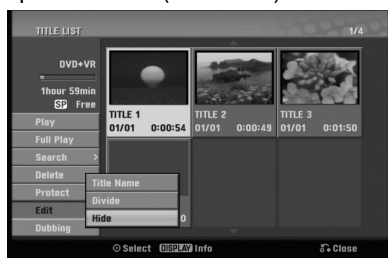 TITLE LIST
1/4
DVD+VR
1hour 59min
SP Free
TITLE 1
01/01 0:00:54
TITLE 2
01/01 0:00:49
TITLE 3
01/01 0:01:50
Play
Full Play
Search >
Delete
Protect
Edit
Dubbing
Title Name
Divide
Hide
0
Select DISPLAY Info
Close